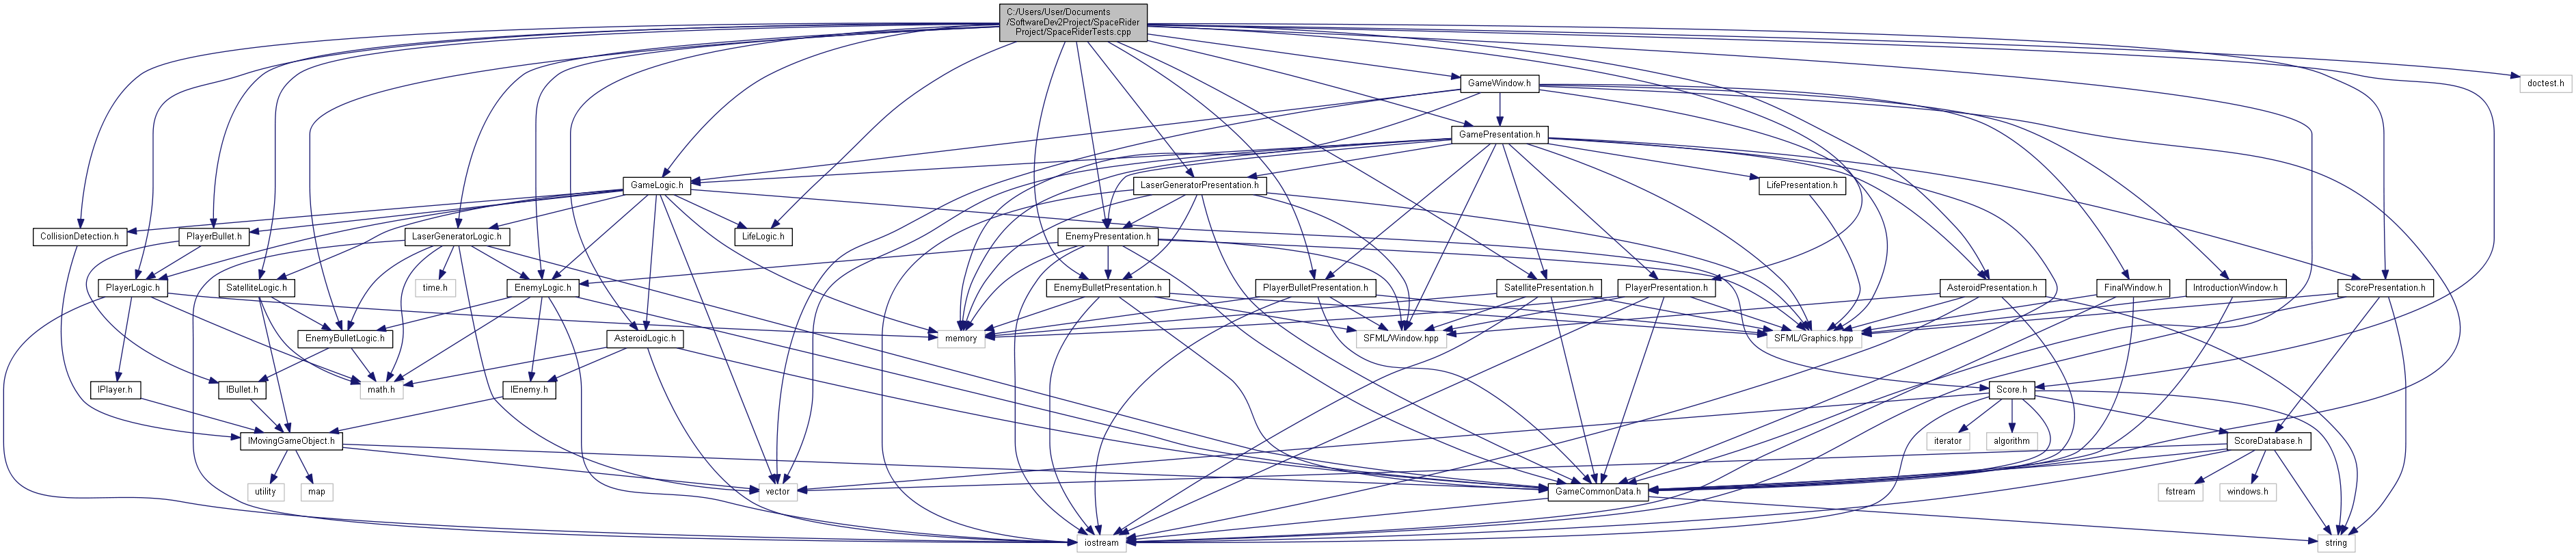 C:/Users/User/Documents
/SoftwareDev2Project/SpaceRider
Project/SpaceRiderTests.cpp
GameWindow.h
doctest.h
GamePresentation.h
GameLogic.h
LaserGeneratorPresentation.h
LifePresentation.h
CollisionDetection.h
PlayerBullet.h
LaserGeneratorLogic.h
LifeLogic.h
EnemyPresentation.h
PlayerLogic.h
SatelliteLogic.h
time.h
EnemyLogic.h
EnemyBulletPresentation.h
PlayerBulletPresentation.h
SatellitePresentation.h
PlayerPresentation.h
AsteroidPresentation.h
FinalWindow.h
IntroductionWindow.h
ScorePresentation.h
EnemyBulletLogic.h
AsteroidLogic.h
memory
SFML/Window.hpp
SFML/Graphics.hpp
IPlayer.h
IBullet.h
math.h
IEnemy.h
Score.h
IMovingGameObject.h
iterator
algorithm
ScoreDatabase.h
utility
map
vector
GameCommonData.h
fstream
windows.h
iostream
string